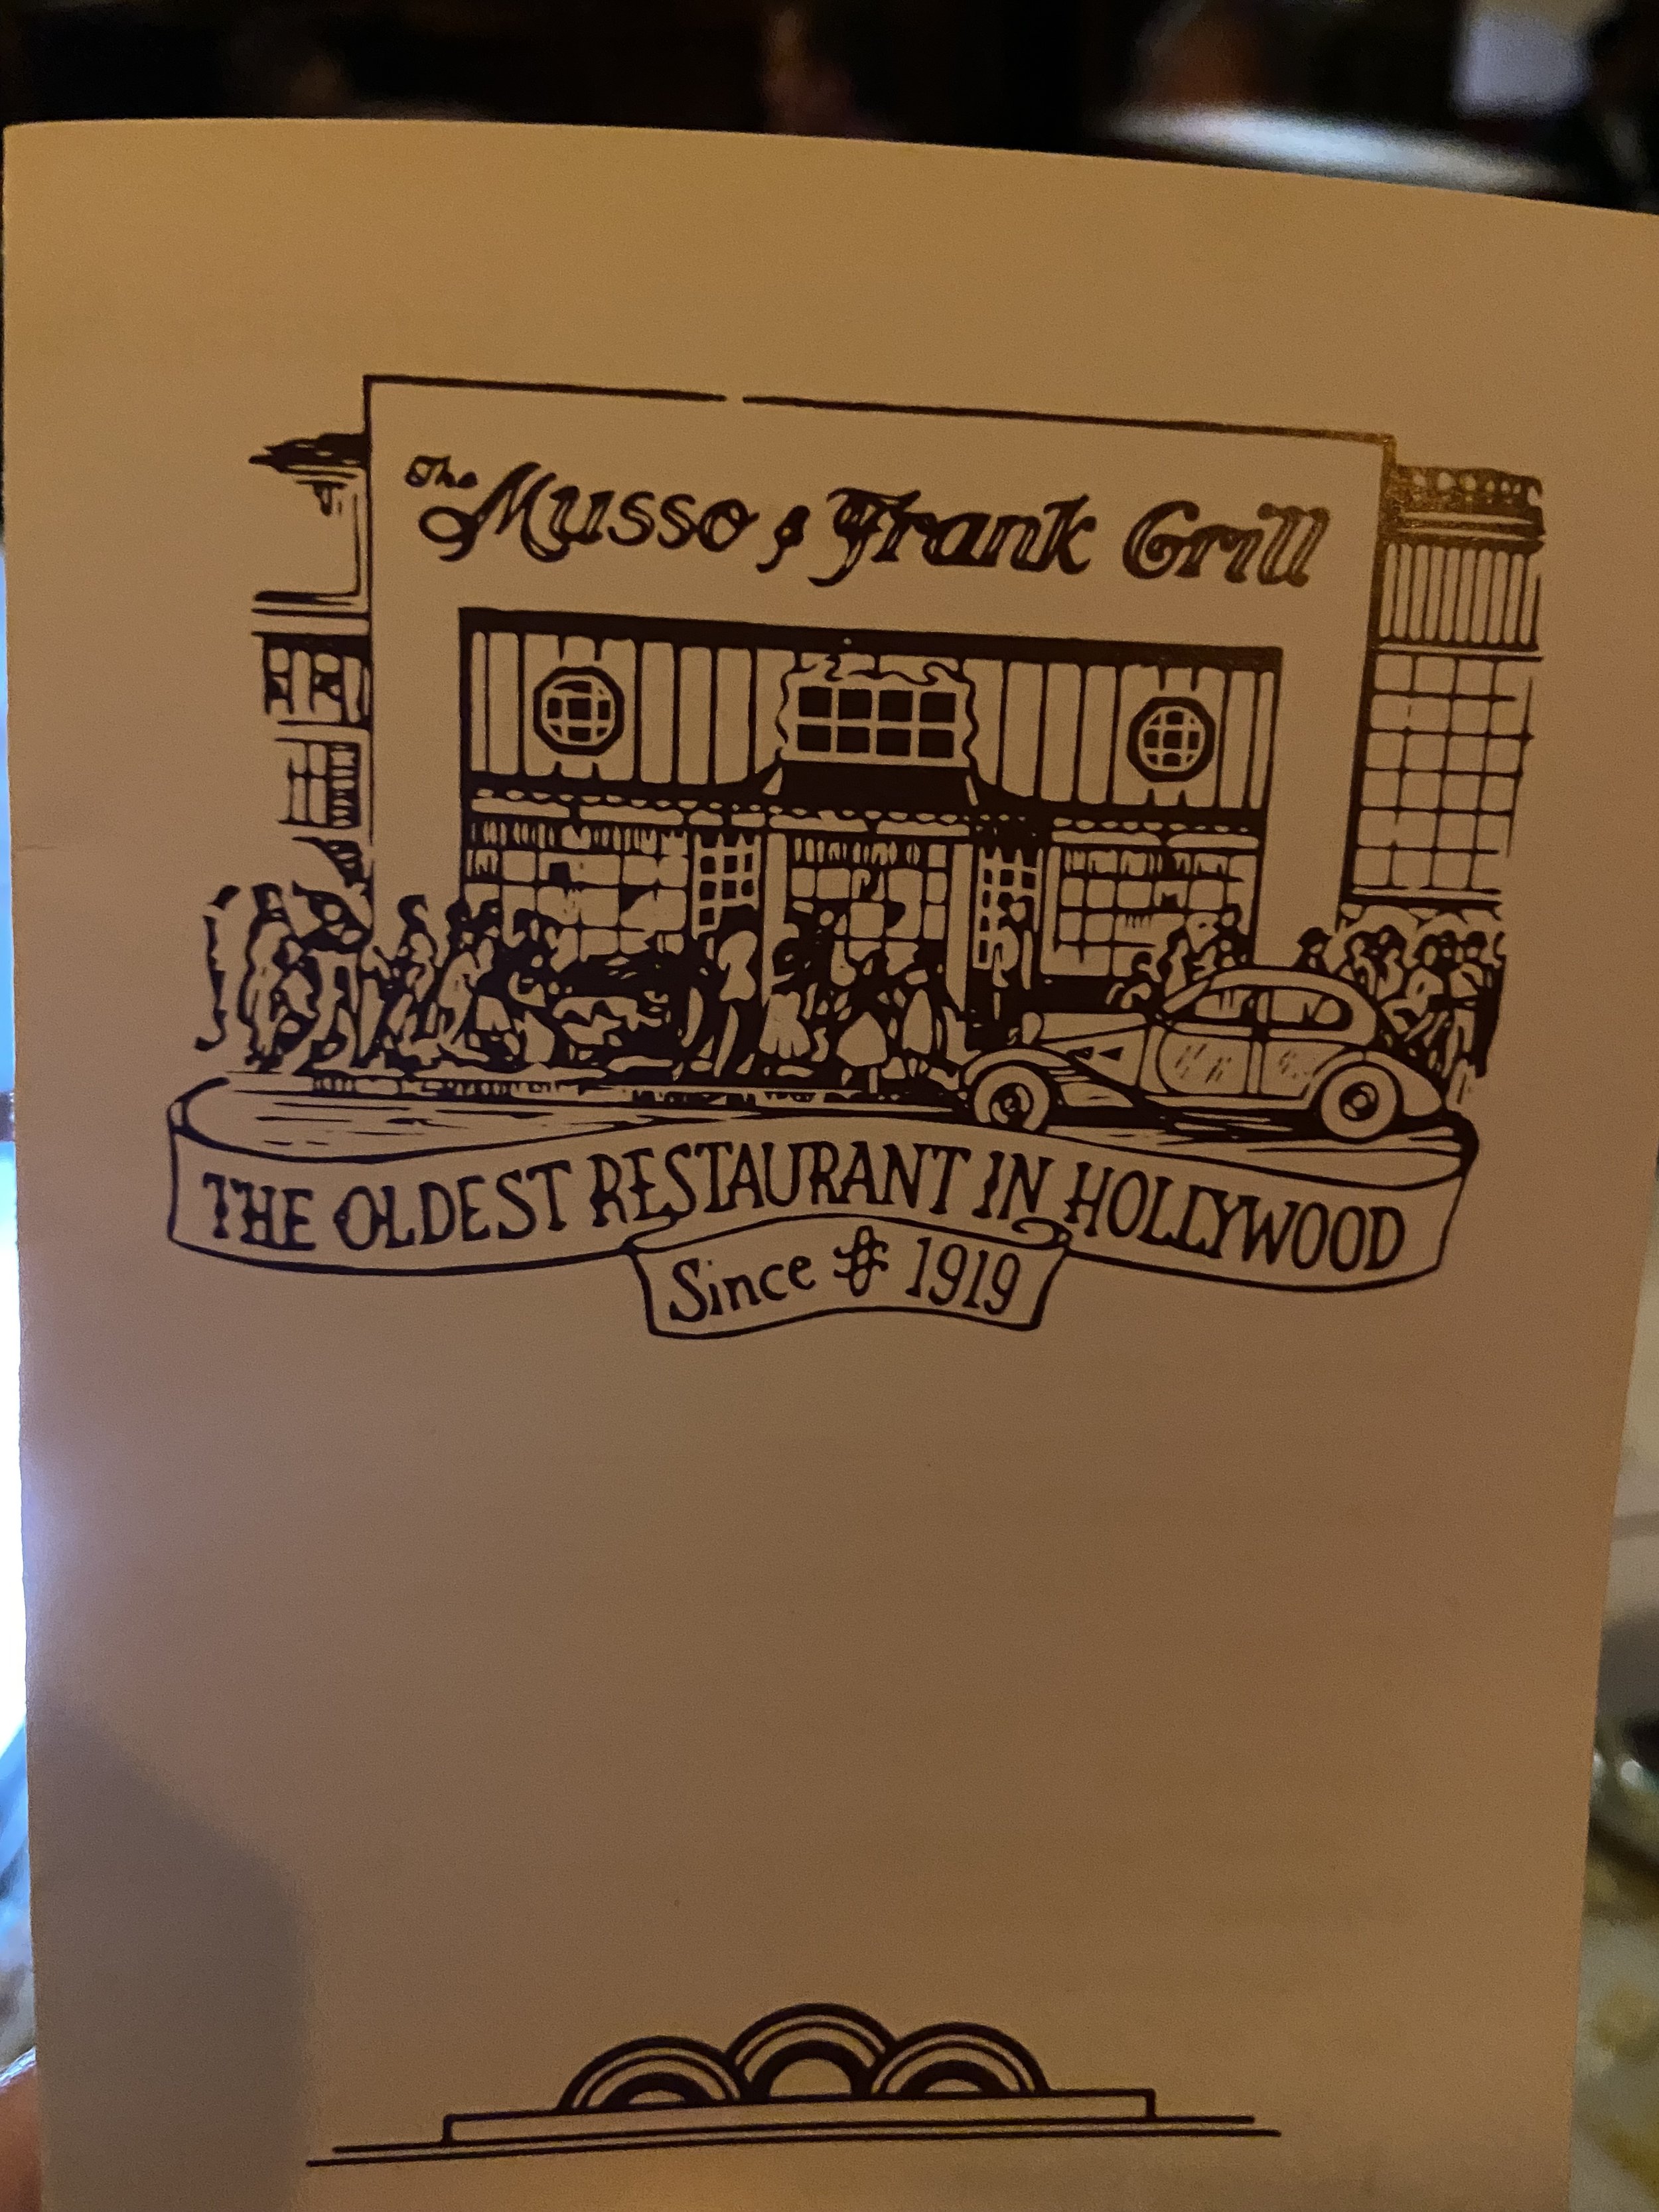 The Musso & Frank Grill
THE OLDEST RESTAURANT IN HOLLYWOOD
Since 1919